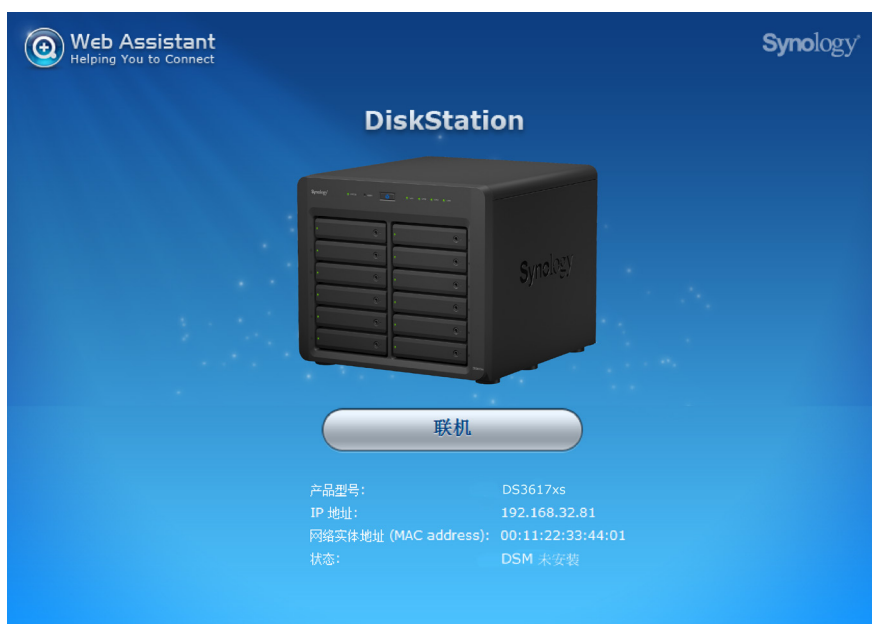 Web Assistant
Helping You to Connect
Synology
DiskStation
Synology
Synology
联机
产品型号: DS3617xs
IP 地址: 192.168.32.81
网络实体地址 (MAC address): 00:11:22:33:44:01
状态: DSM 未安装